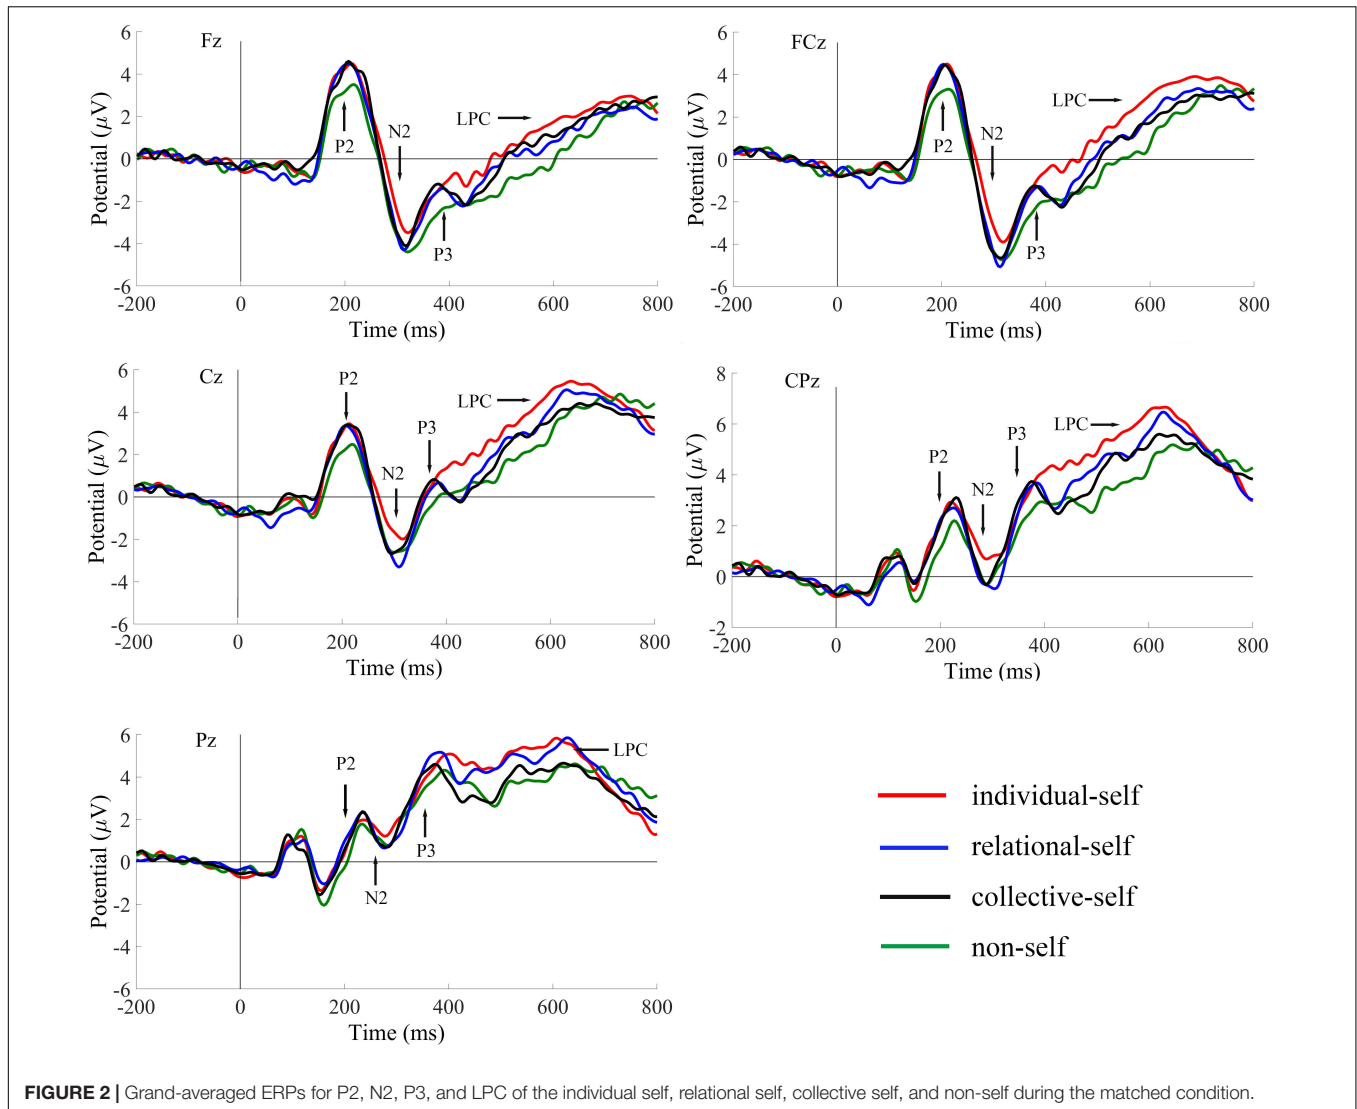 Fz
6
4
2
0
-2
-4
-6
Potential (μV)
P2
N2
P3
LPC
-200 0 200 400 600 800
Time (ms)
FCz
6
4
2
0
-2
-4
-6
Potential (μV)
P2
N2
P3
LPC
-200 0 200 400 600 800
Time (ms)
Cz
6
4
2
0
-2
-4
-6
Potential (μV)
P2
N2
P3
LPC
-200 0 200 400 600 800
Time (ms)
CPz
8
6
4
2
0
-2
Potential (μV)
P2
N2
P3
LPC
-200 0 200 400 600 800
Time (ms)
Pz
6
4
2
0
-2
-4
-6
Potential (μV)
P2
N2
P3
LPC
-200 0 200 400 600 800
Time (ms)
individual-self
relational-self
collective-self
non-self
FIGURE 2 | Grand-averaged ERPs for P2, N2, P3, and LPC of the individual self, relational self, collective self, and non-self during the matched condition.